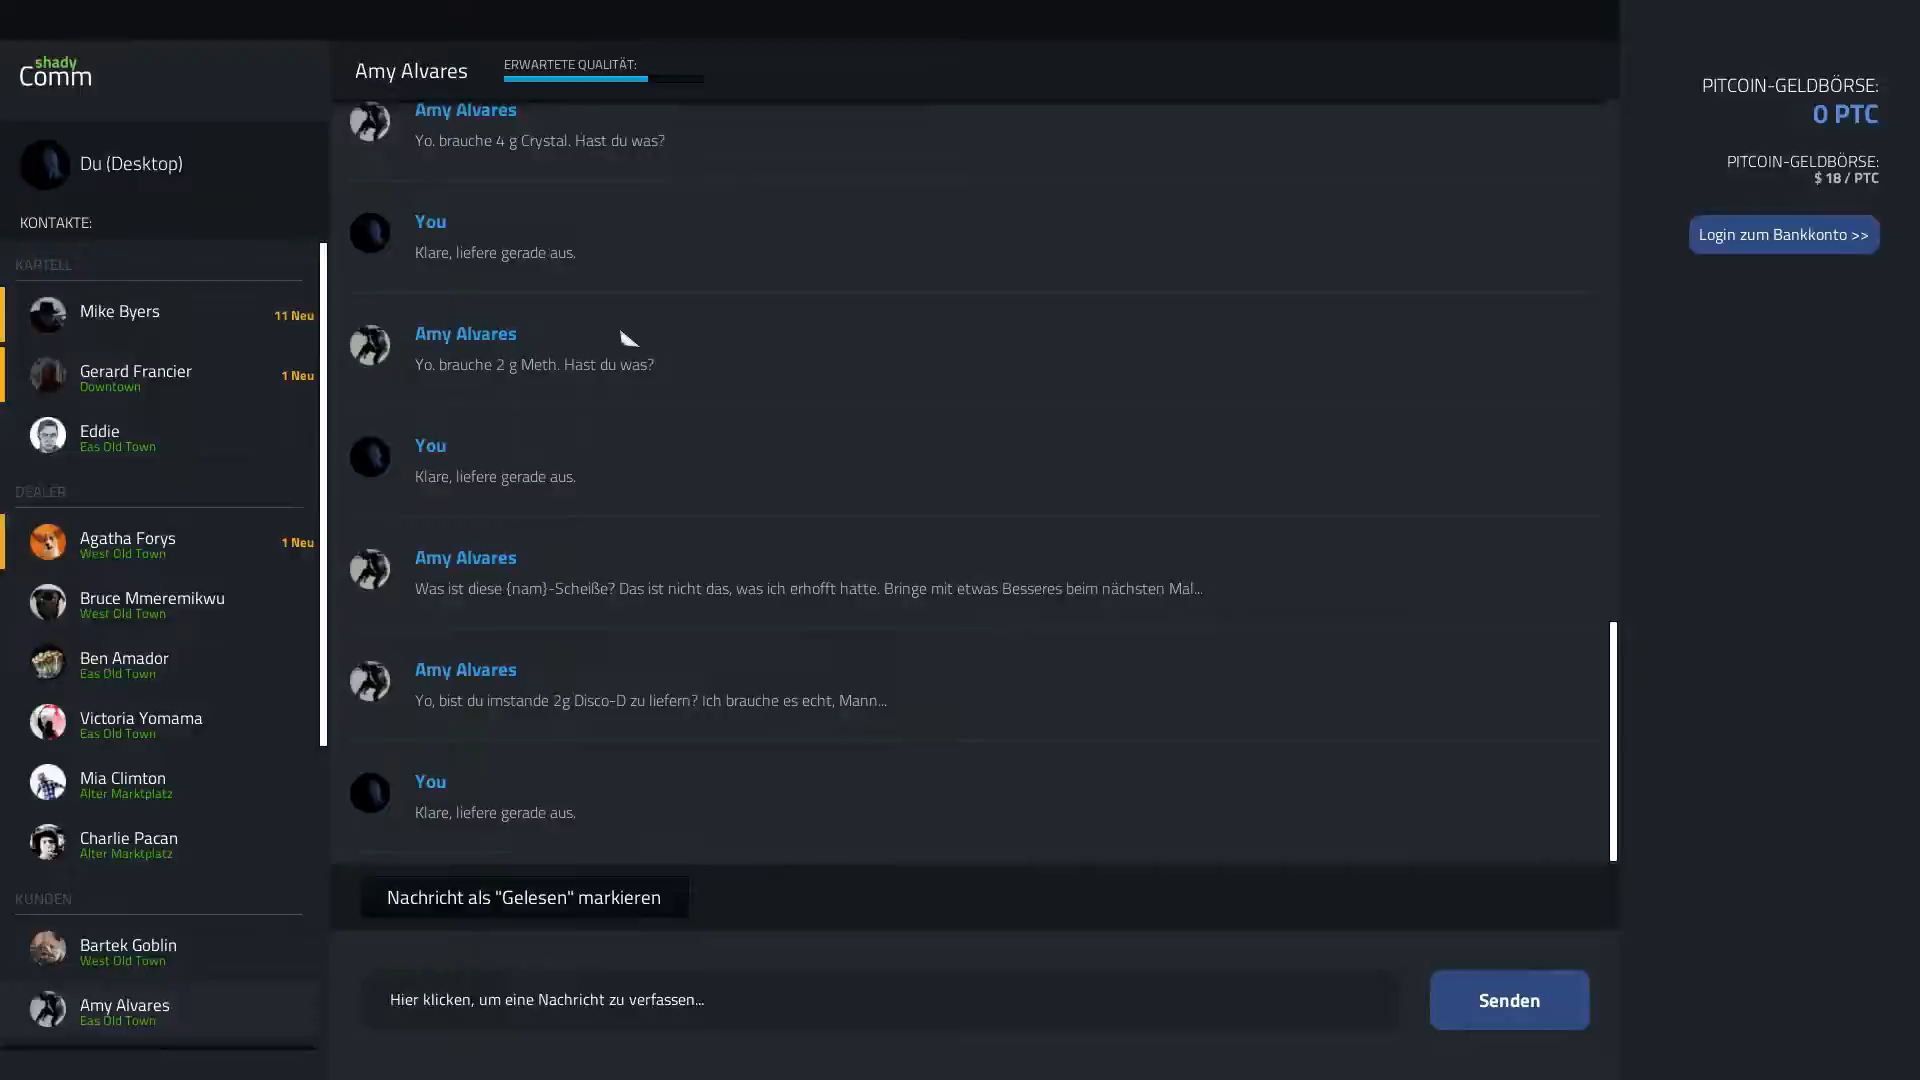 shady
Comm
Du (Desktop)
KONTAKTE:
KARTELL
Mike Byers
11 Neu
Gerard Francier
Downtown
1 Neu
Eddie
Eas Old Town
DEALER
Agatha Forys
West Old Town
1 Neu
Bruce Mmeremikwu
West Old Town
Ben Amador
Eas Old Town
Victoria Yomama
Eas Old Town
Mia Climton
Alter Marktplatz
Charlie Pacan
Alter Marktplatz
KUNDEN
Bartek Goblin
West Old Town
Amy Alvares
Eas Old Town
Amy Alvares
ERWARTETE QUALITÄT:
Amy Alvares
Yo. brauche 4 g Crystal. Hast du was?
You
Klare, liefere gerade aus.
Amy Alvares
Yo. brauche 2 g Meth. Hast du was?
You
Klare, liefere gerade aus.
Amy Alvares
Was ist diese {nam}-Scheiße? Das ist nicht das, was ich erhofft hatte. Bringe mit etwas Besseres beim nächsten Mal...
Amy Alvares
Yo, bist du imstande 2g Disco-D zu liefern? Ich brauche es echt, Mann...
You
Klare, liefere gerade aus.
Nachricht als "Gelesen" markieren
Hier klicken, um eine Nachricht zu verfassen...
Senden
PITCOIN-GELDBÖRSE:
0 PTC
PITCOIN-GELDBÖRSE:
$ 18 / PTC
Login zum Bankkonto >>